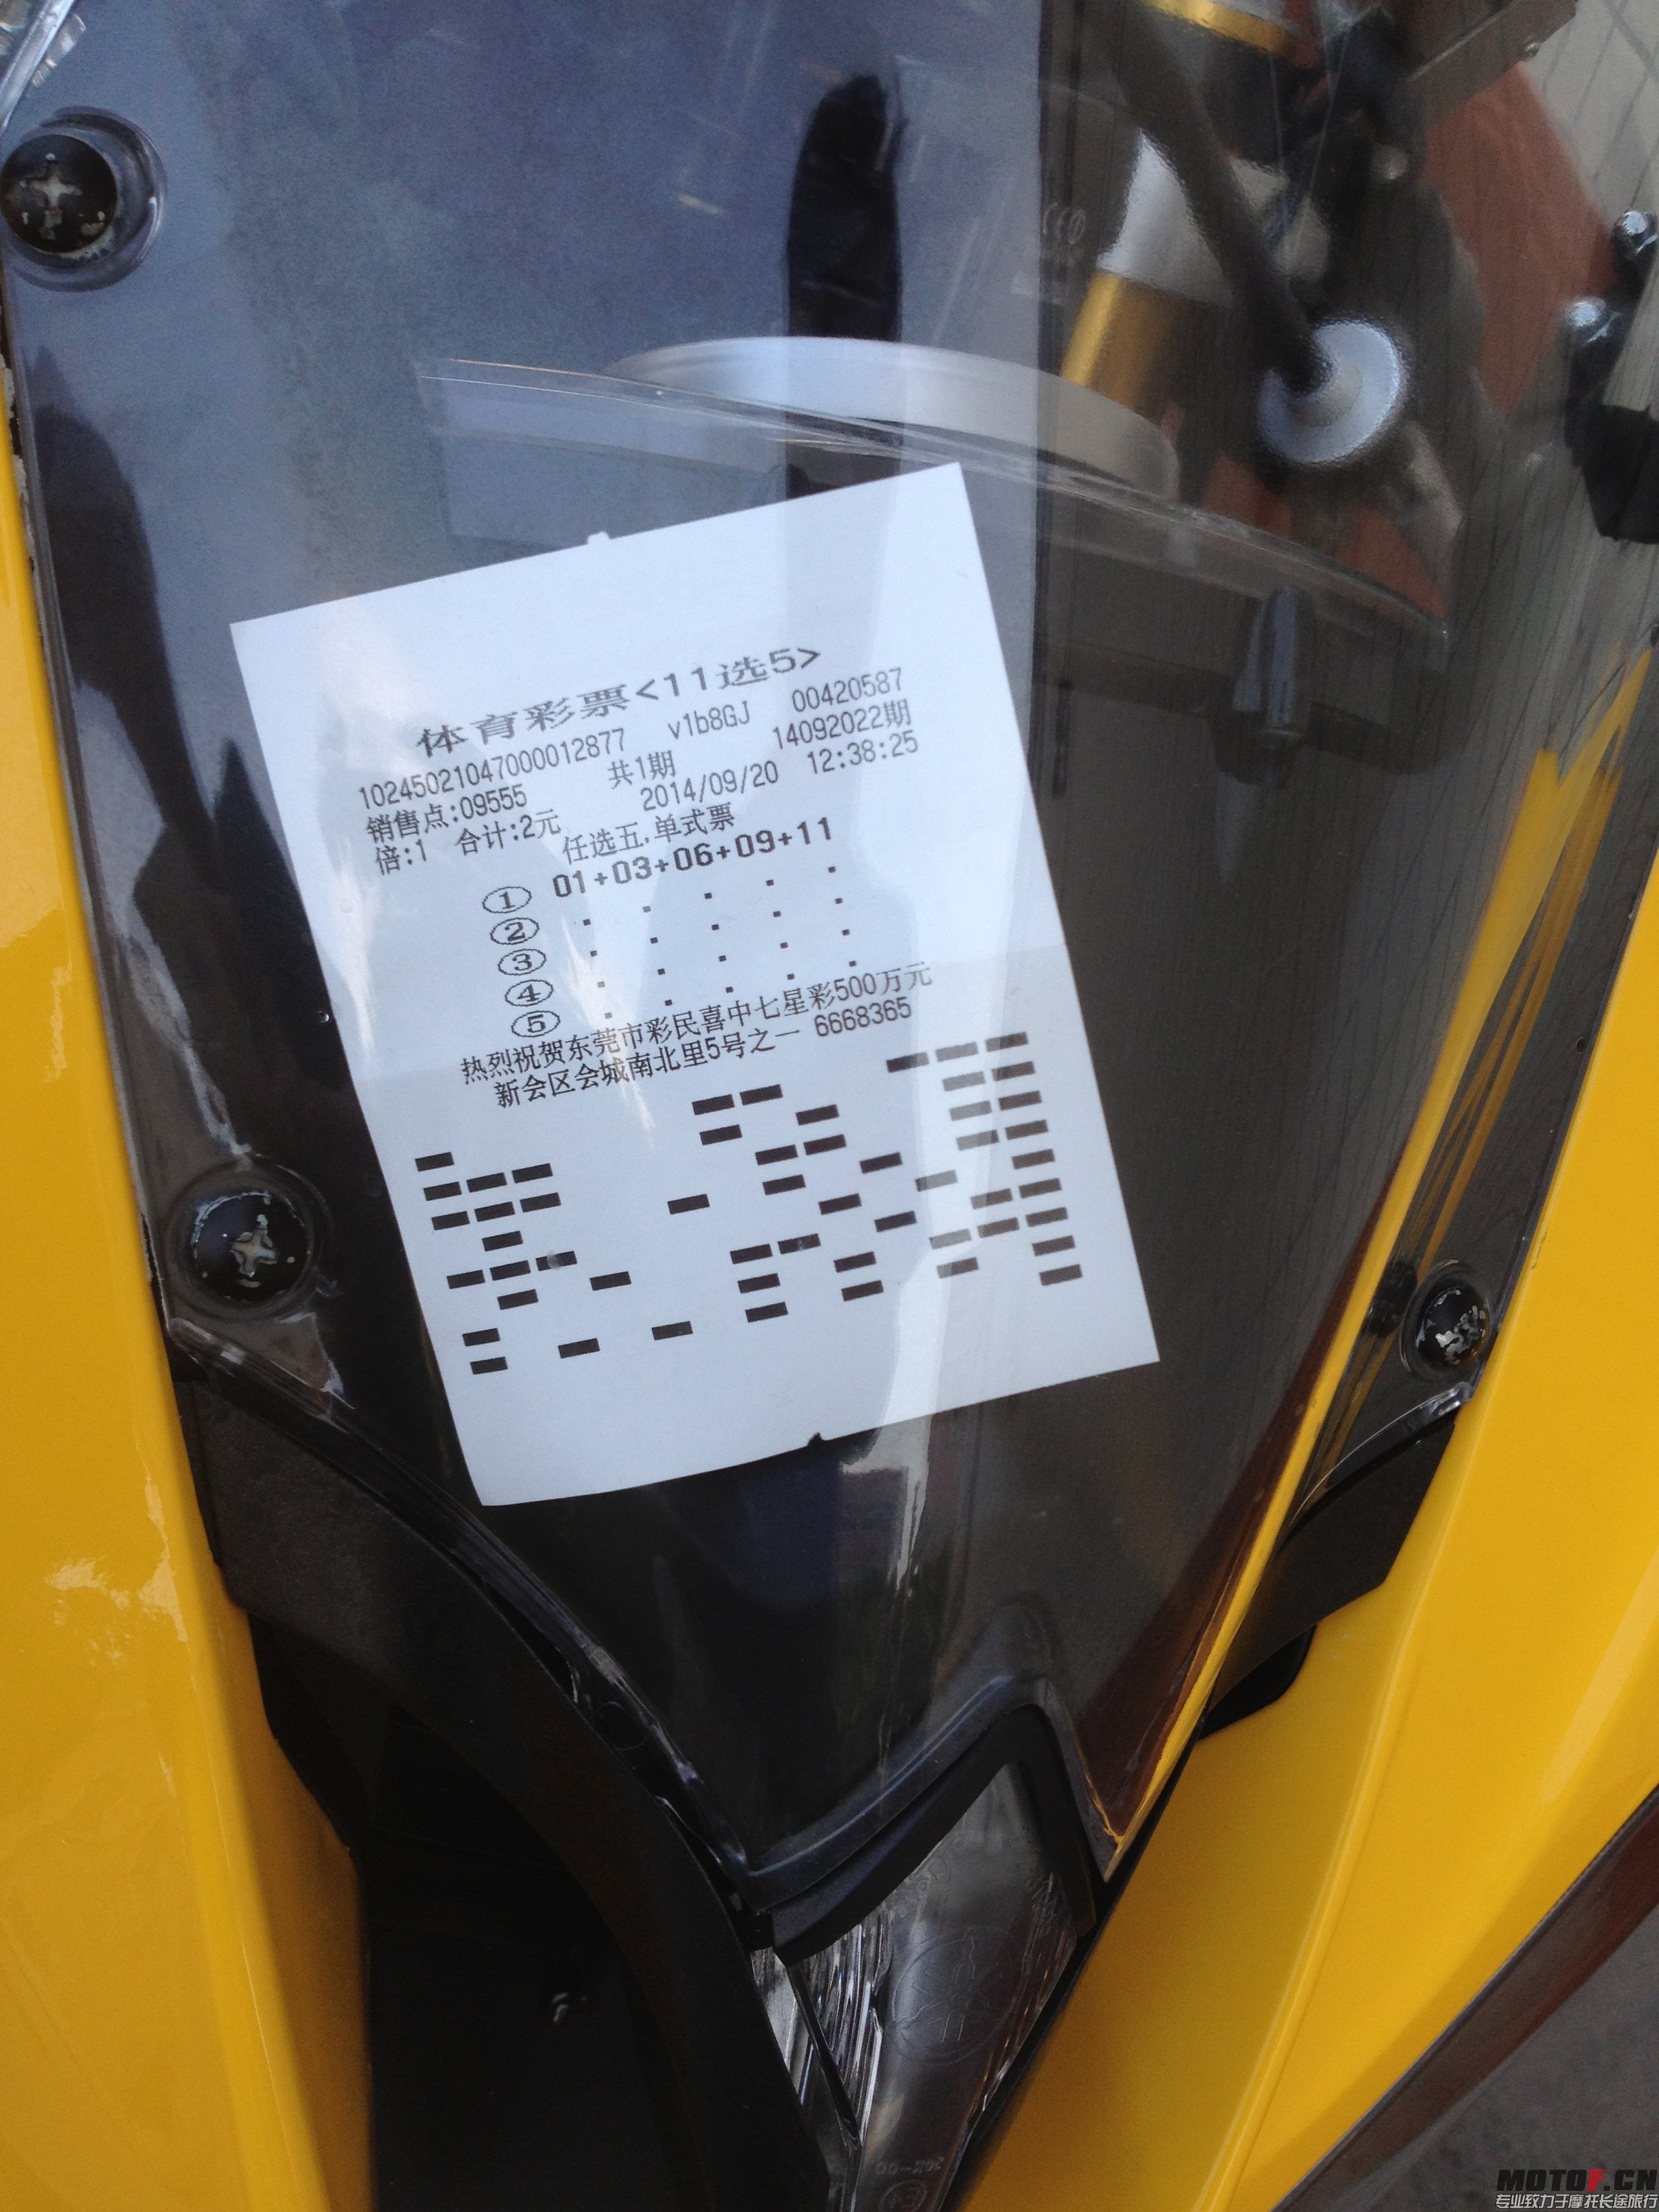 体育彩票<11选5>
10245021047000012877 v1b8GJ 00420587
销售点:09555 共1期 14092022期
倍:1 合计:2元 2014/09/20 12:38:25
任选五.单式票
① 01+03+06+09+11
② . . . . .
③ . . . . .
④ . . . . .
⑤ . . . . .
热烈祝贺东莞市彩民喜中七星彩500万元
新会区会城南北里5号之一 6668365
MOTOF.CN
专业致力于摩托长途旅行